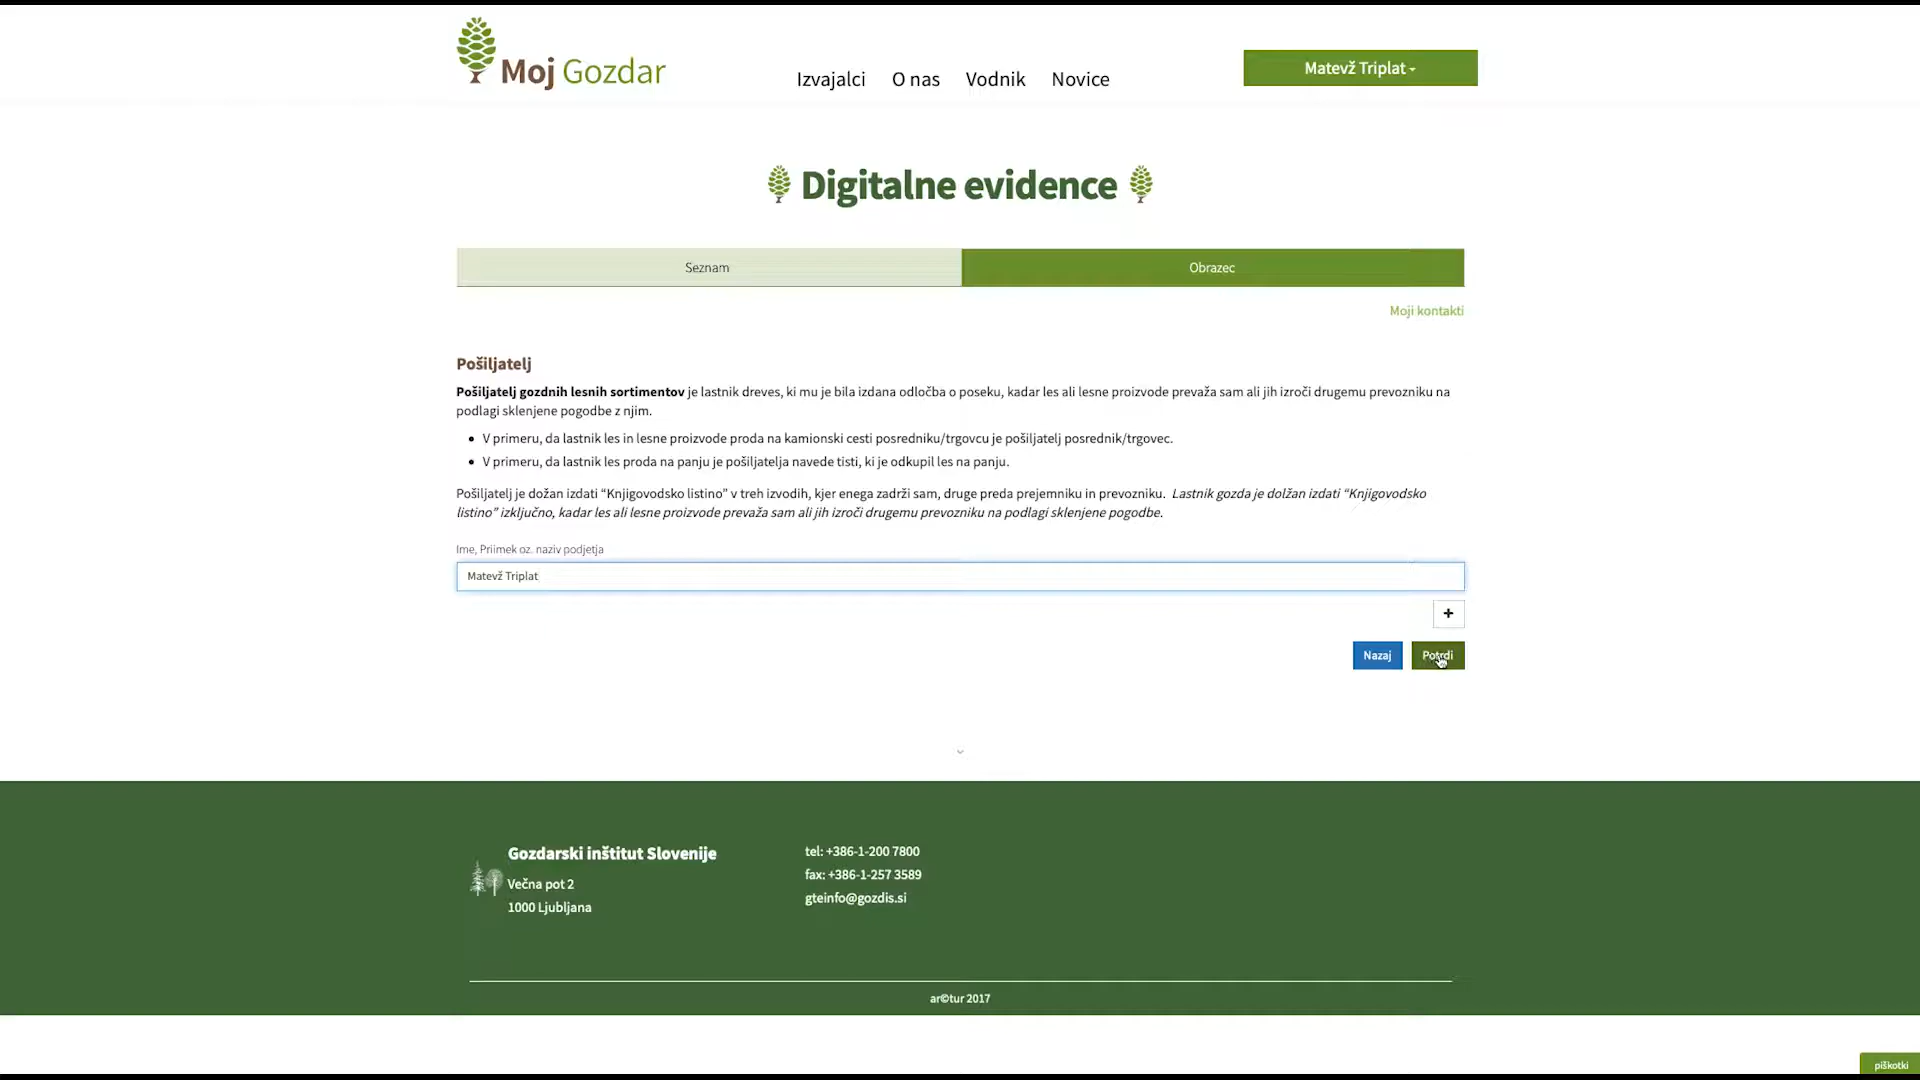 Moj Gozdar
Izvajalci O nas Vodnik Novice
Matevž Triplat
Digitalne evidence
Seznam
Obrazec
Moji kontakti
Pošiljatelj
Pošiljatelj gozdnih lesnih sortimentov je lastnik dreves, ki mu je bila izdana odločba o poseku, kadar les ali lesne proizvode prevaža sam ali jih izroči drugemu prevozniku na
podlagi sklenjene pogodbe z njim.
V primeru, da lastnik les in lesne proizvode proda na kamionski cesti posredniku/trgovcu je pošiljatelj posrednik/trgovec.
V primeru, da lastnik les proda na panju je pošiljatelja navede tisti, ki je odkupil les na panju.
Pošiljatelj je dožan izdati “Knjigovodsko listino” v treh izvodih, kjer enega zadrži sam, druge preda prejemniku in prevozniku. Lastnik gozda je dolžan izdati “Knjigovodsko
listino” izključno, kadar les ali lesne proizvode prevaža sam ali jih izroči drugemu prevozniku na podlagi sklenjene pogodbe.
Ime, Priimek oz. naziv podjetja
Matevž Triplat
+
Nazaj
Potrdi
Gozdarski inštitut Slovenije
Večna pot 2
1000 Ljubljana
tel: +386-1-200 7800
fax: +386-1-257 3589
gteinfo@gozdis.si
ar©tur 2017
piškotki